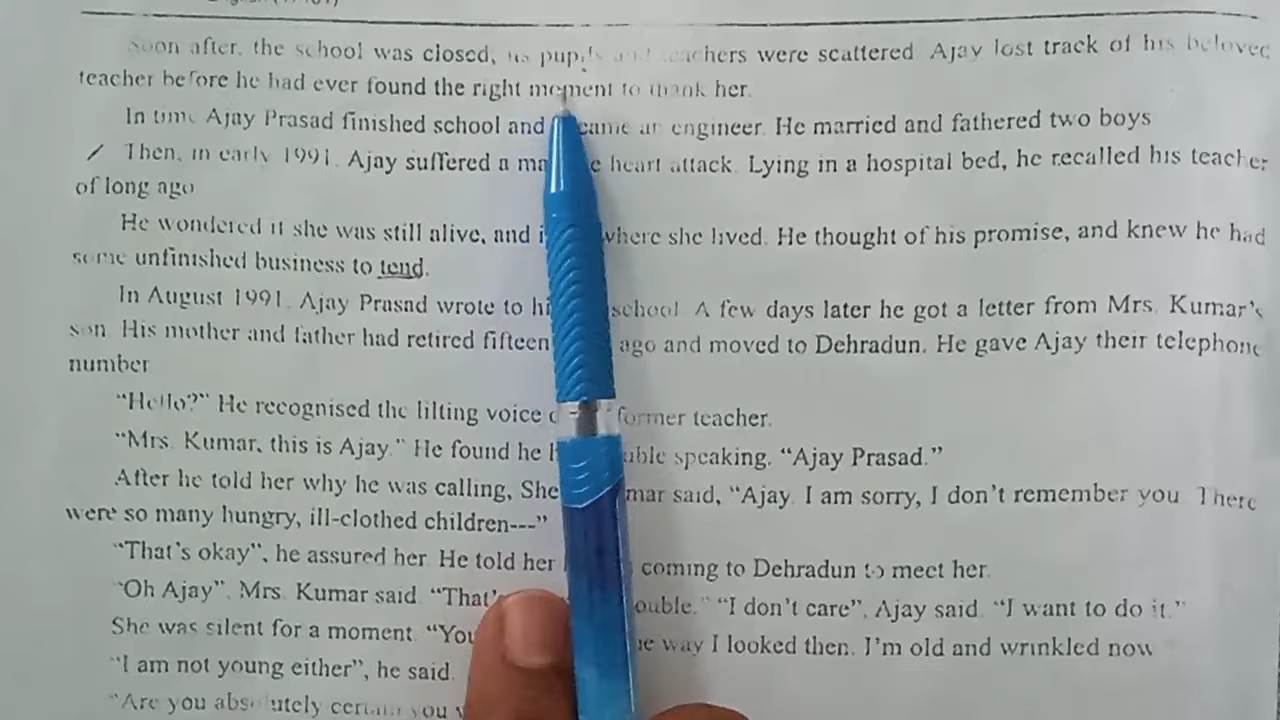 Soon after, the school was closed, its pupils and teachers were scattered Ajay lost track of his beloved
teacher before he had ever found the right moment to thank her.
In time Ajay Prasad finished school and became an engineer. He married and fathered two boys
Then, in early 1991, Ajay suffered a heart attack. Lying in a hospital bed, he recalled his teacher
of long ago
He wondered if she was still alive, and where she lived. He thought of his promise, and knew he had
some unfinished business to tend.
In August 1991, Ajay Prasad wrote to school. A few days later he got a letter from Mrs. Kumar's
son. His mother and father had retired fifteen ago and moved to Dehradun. He gave Ajay their telephone
number
"Hello?" He recognised the lilting voice former teacher.
"Mrs. Kumar, this is Ajay." He found he speaking. "Ajay Prasad."
After he told her why he was calling, said, "Ajay. I am sorry, I don't remember you There
were so many hungry, ill-clothed children---"
"That's okay", he assured her. He told her coming to Dehradun to meet her.
"Oh Ajay". Mrs. Kumar said. "That's "I don't care", Ajay said. "I want to do it."
She was silent for a moment. "You way I looked then. I'm old and wrinkled now
"I am not young either", he said.
"Are you absolutely certain you